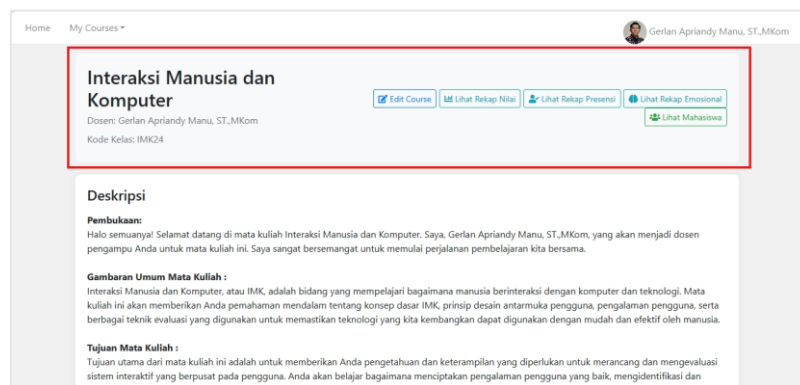 Home My Courses Gerlan Apriandy Manu, ST.,MKom
Interaksi Manusia dan
Komputer
Dosen: Gerlan Apriandy Manu, ST.,MKom
Kode Kelas: IMK24
Edit Course Lihat Rekap Nilai Lihat Rekap Presensi Lihat Rekap Emosional
Lihat Mahasiswa
Deskripsi
Pembukaan:
Halo semuanya! Selamat datang di mata kuliah Interaksi Manusia dan Komputer. Saya, Gerlan Apriandy Manu, ST.,MKom, yang akan menjadi dosen
pengampu Anda untuk mata kuliah ini. Saya sangat bersemangat untuk memulai perjalanan pembelajaran kita bersama.
Gambaran Umum Mata Kuliah :
Interaksi Manusia dan Komputer, atau IMK, adalah bidang yang mempelajari bagaimana manusia berinteraksi dengan komputer dan teknologi. Mata
kuliah ini akan memberikan Anda pemahaman mendalam tentang konsep dasar IMK, prinsip desain antarmuka pengguna, pengalaman pengguna, serta
berbagai teknik evaluasi yang digunakan untuk memastikan teknologi yang kita kembangkan dapat digunakan dengan mudah dan efektif oleh manusia.
Tujuan Mata Kuliah :
Tujuan utama dari mata kuliah ini adalah untuk memberikan Anda pengetahuan dan keterampilan yang diperlukan untuk merancang dan mengevaluasi
sistem interaktif yang berpusat pada pengguna. Anda akan belajar bagaimana menciptakan pengalaman pengguna yang baik, mengidentifikasi dan